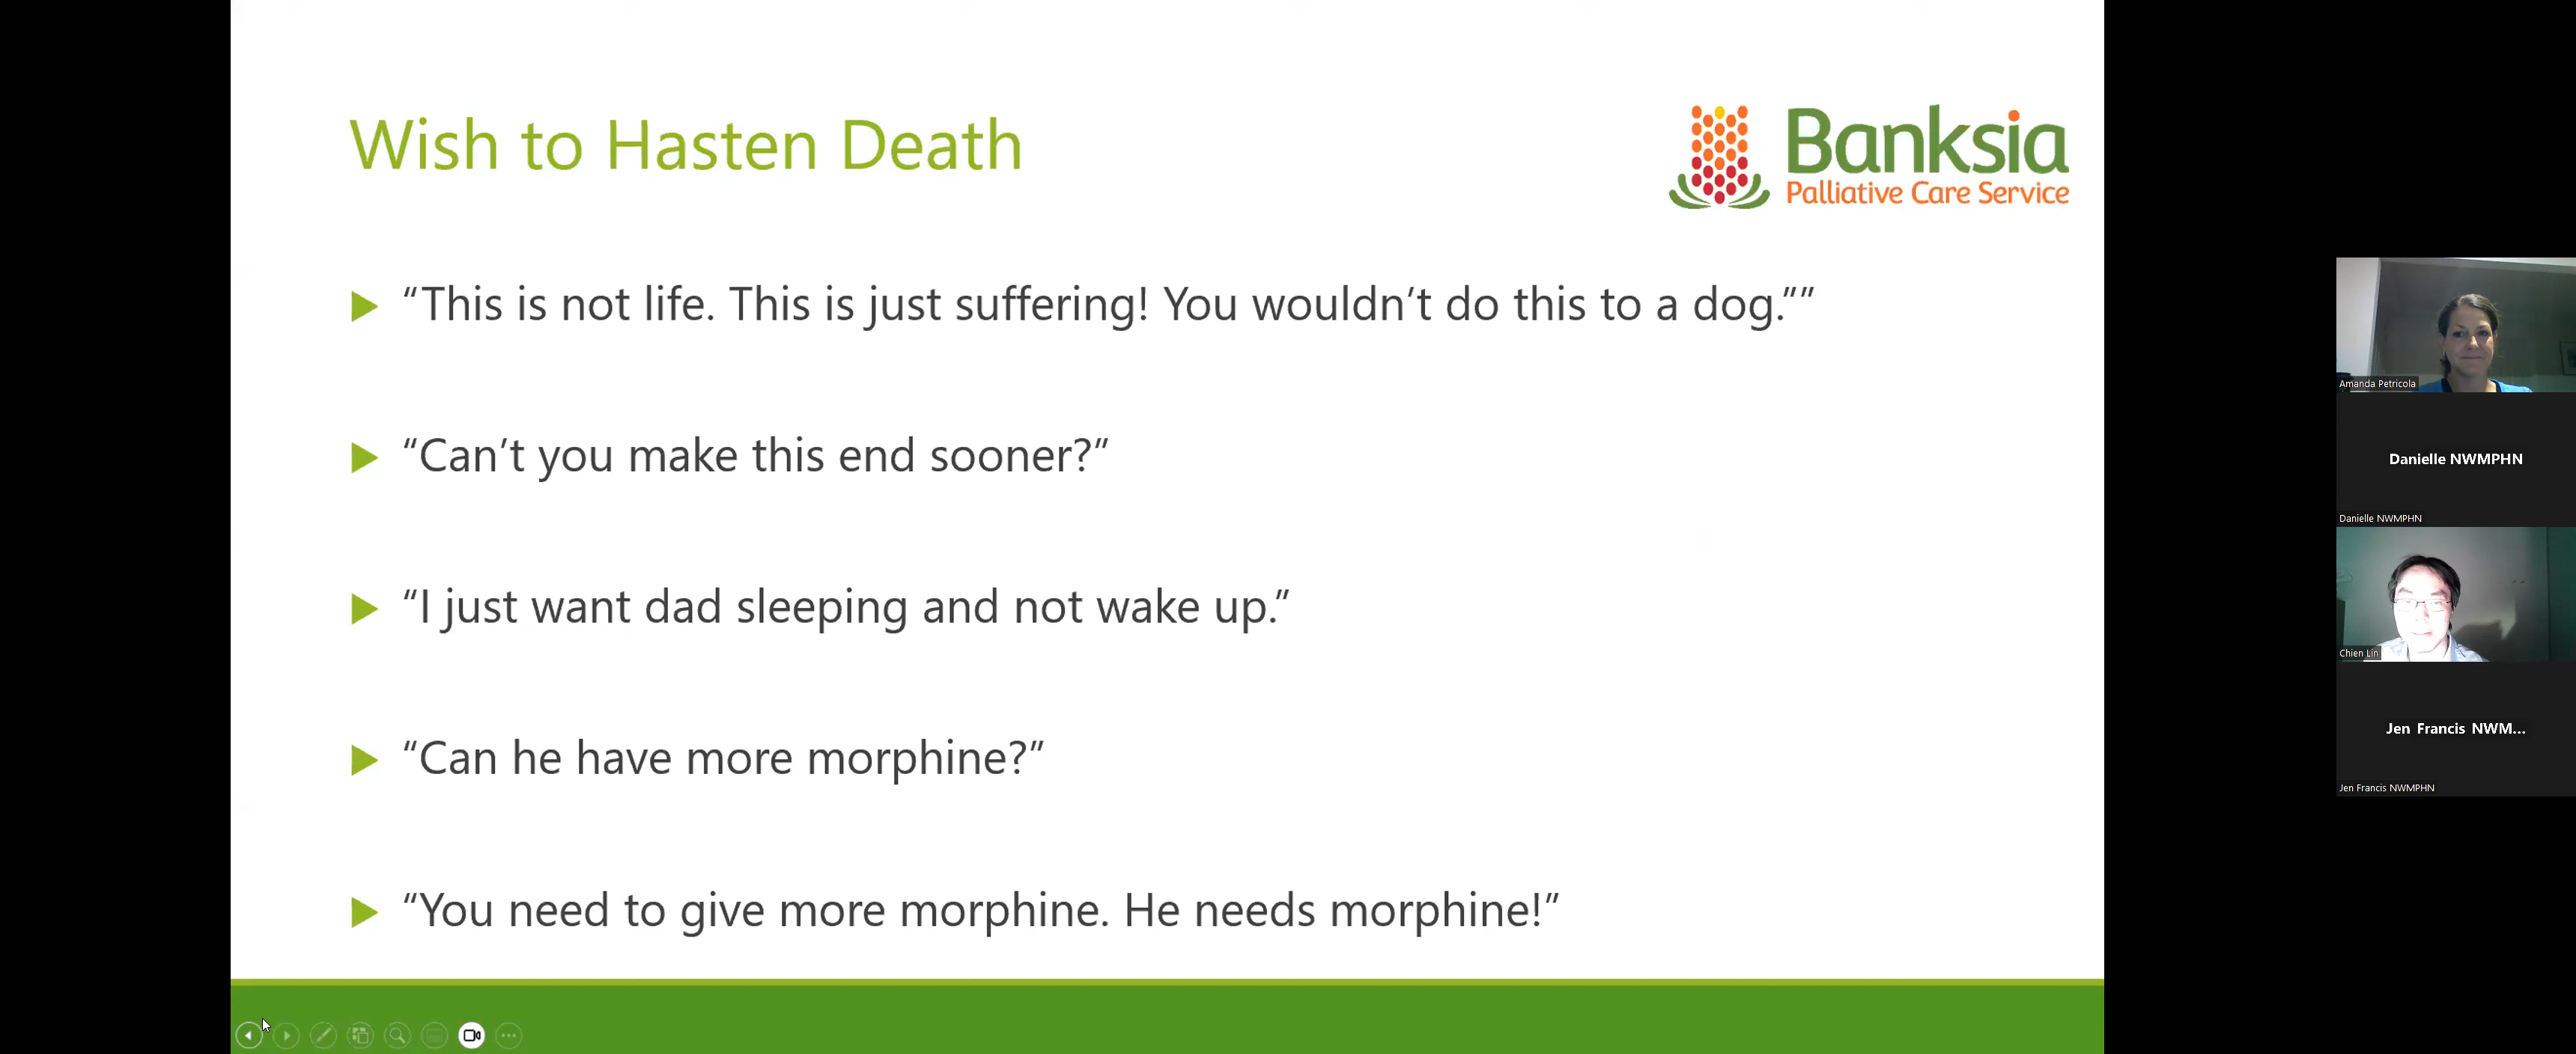 Wish to Hasten Death
Banksia
Palliative Care Service
“This is not life. This is just suffering! You wouldn’t do this to a dog.””
“Can’t you make this end sooner?”
“I just want dad sleeping and not wake up.”
“Can he have more morphine?”
“You need to give more morphine. He needs morphine!”
Amanda Petricola
Danielle NWMPHN
Danielle NWMPHN
Chien Lin
Jen Francis NWM...
Jen Francis NWMPHN